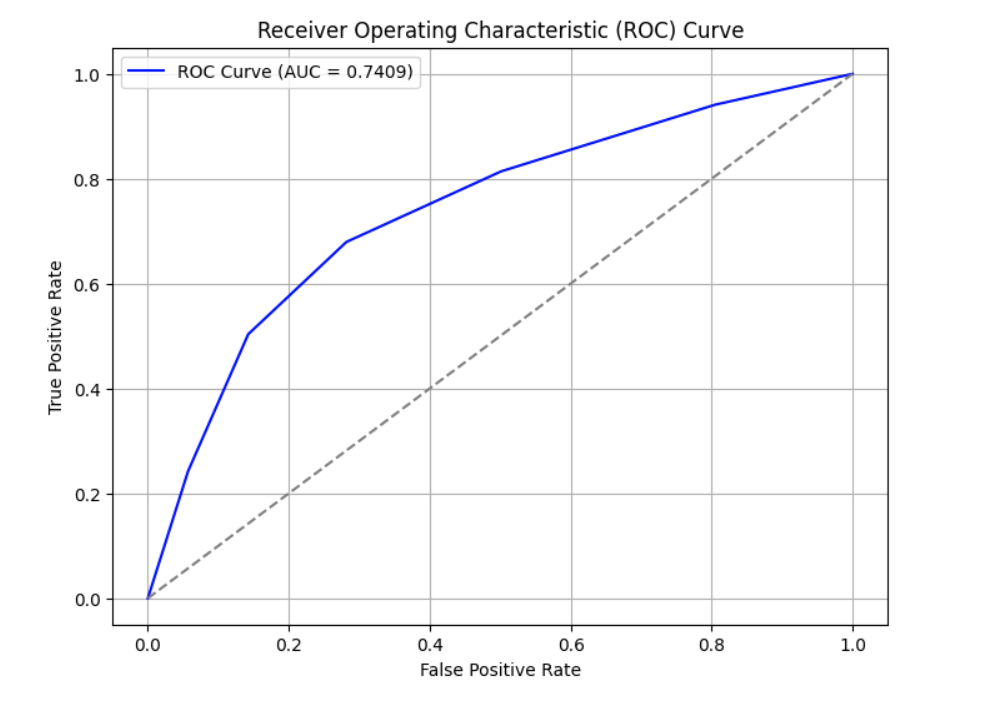 Receiver Operating Characteristic (ROC) Curve
ROC Curve (AUC = 0.7409)
1.0
0.8
0.6
0.4
0.2
0.0
True Positive Rate
0.0 0.2 0.4 0.6 0.8 1.0
False Positive Rate